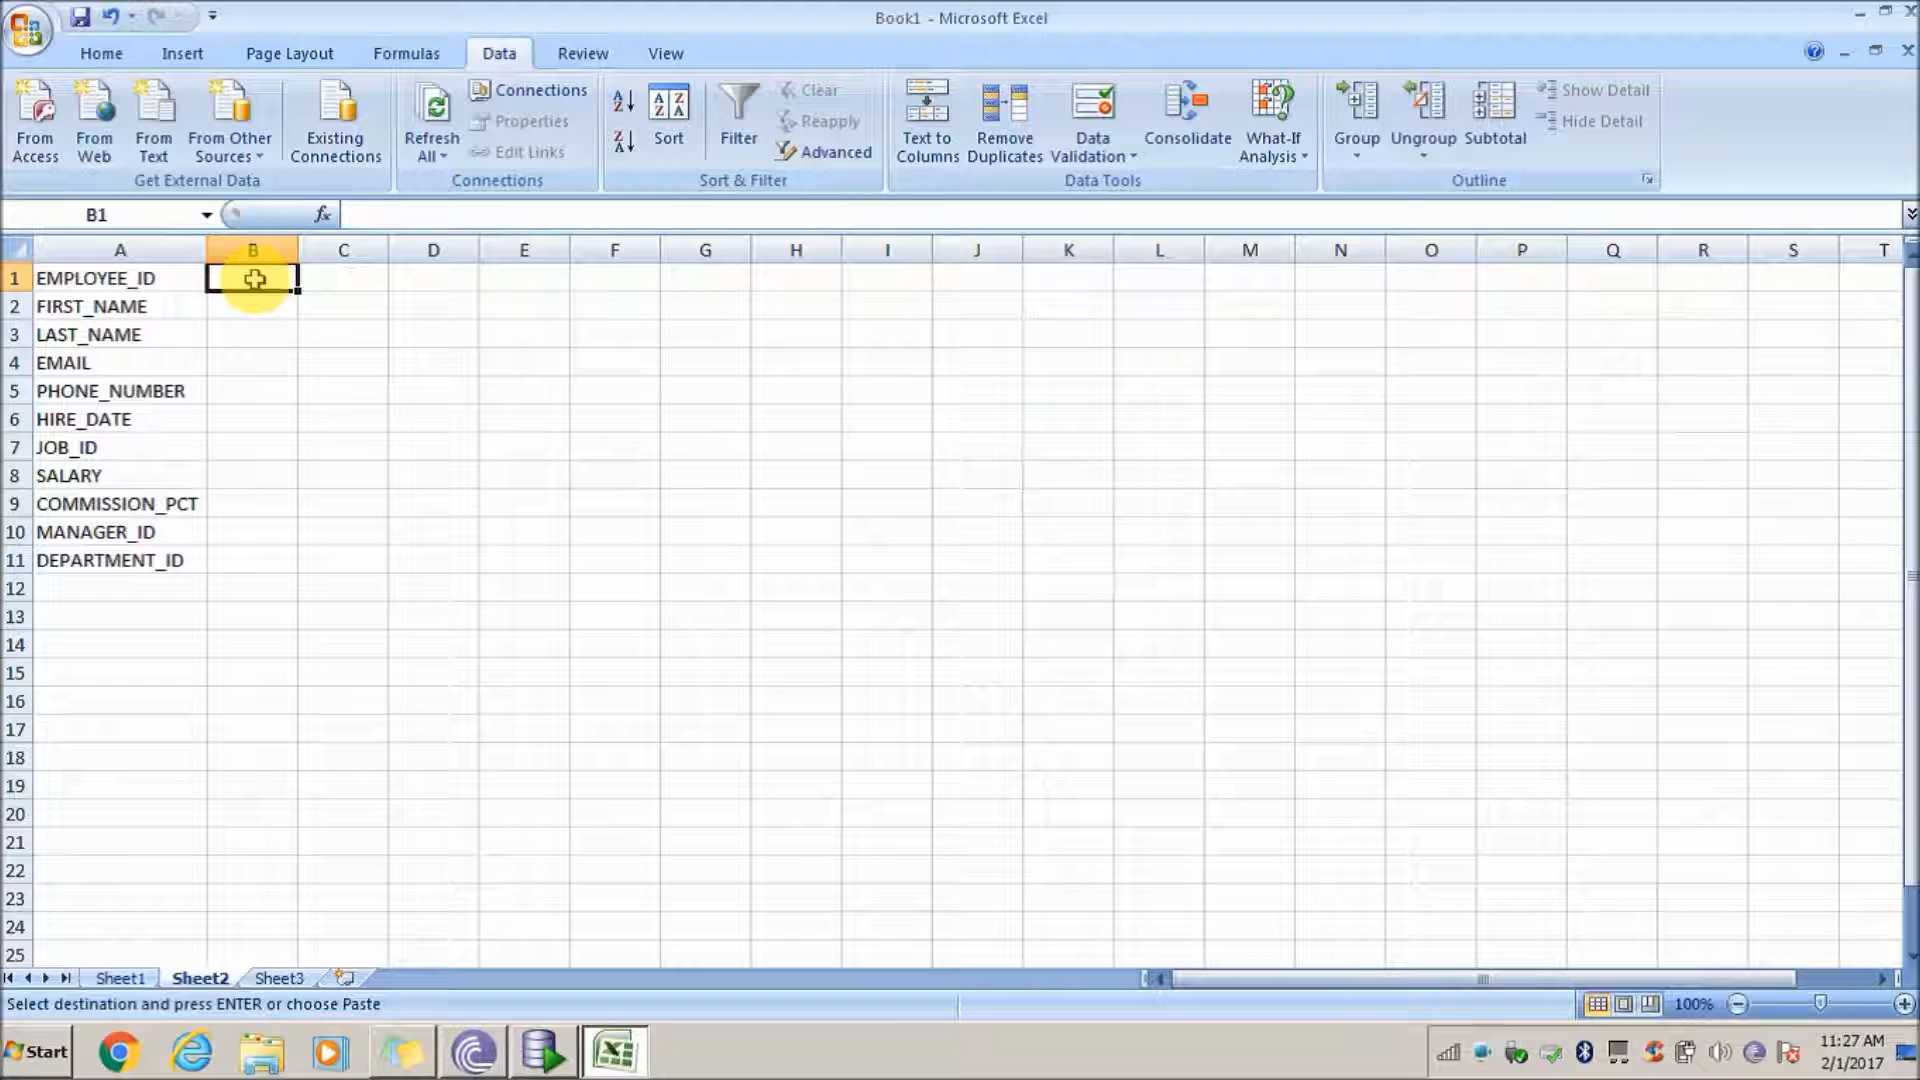 Book1 - Microsoft Excel
Home Insert Page Layout Formulas Data Review View
From Access
From Web
From Text
From Other Sources
Existing Connections
Get External Data
Refresh All
Connections
Properties
Edit Links
Connections
A Z
Z A
A Z Z A
Sort
Filter
Clear
Reapply
Advanced
Sort & Filter
Text to Columns
Remove Duplicates
Data Validation
Consolidate
What-If Analysis
Data Tools
Group
Ungroup
Subtotal
Show Detail
Hide Detail
Outline
B1 fx
A B C D E F G H I J K L M N O P Q R S T
1 EMPLOYEE_ID
2 FIRST_NAME
3 LAST_NAME
4 EMAIL
5 PHONE_NUMBER
6 HIRE_DATE
7 JOB_ID
8 SALARY
9 COMMISSION_PCT
10 MANAGER_ID
11 DEPARTMENT_ID
12
13
14
15
16
17
18
19
20
21
22
23
24
25
Sheet1 Sheet2 Sheet3
Select destination and press ENTER or choose Paste 100%
Start
11:27 AM
2/1/2017